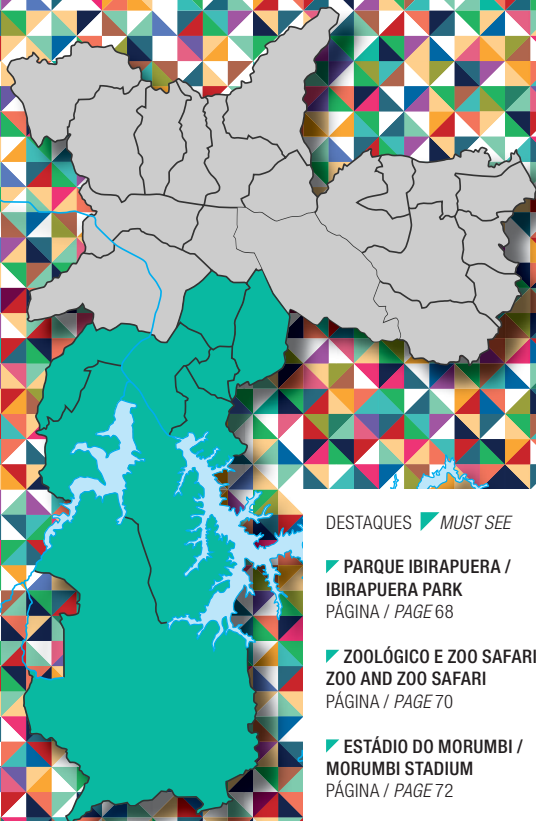 DESTAQUES MUST SEE
PARQUE IBIRAPUERA /
IBIRAPUERA PARK
PÁGINA / PAGE 68
ZOOLÓGICO E ZOO SAFARI
ZOO AND ZOO SAFARI
PÁGINA / PAGE 70
ESTÁDIO DO MORUMBI /
MORUMBI STADIUM
PÁGINA / PAGE 72